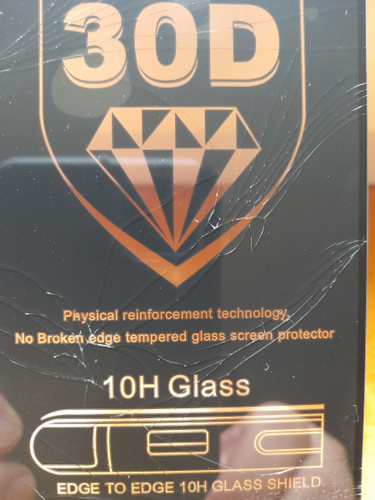 30D
Physical reinforcement technology,
No Broken edge tempered glass screen protector
10H Glass
EDGE TO EDGE 10H GLASS SHIELD